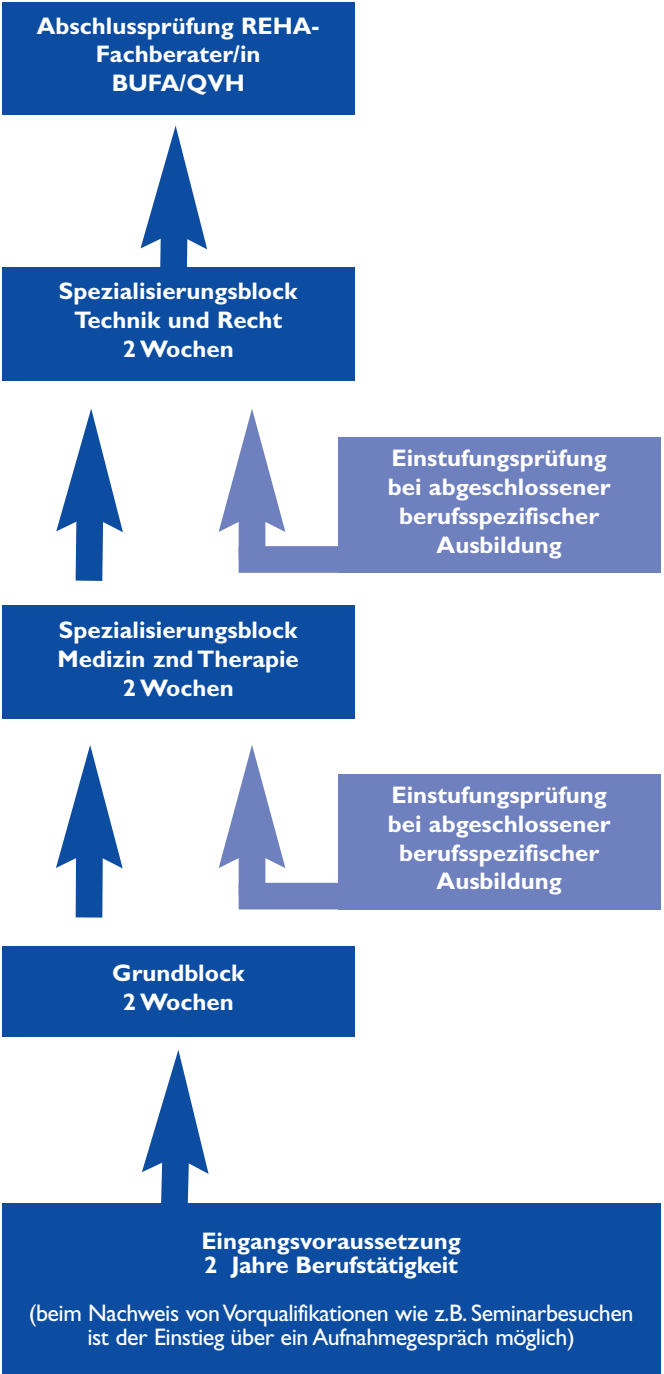 Abschlussprüfung REHA-
Fachberater/in
BUFA/QVH
Spezialisierungsblock
Technik und Recht
2 Wochen
Einstufungsprüfung
bei abgeschlossener
berufsspezifischer
Ausbildung
Spezialisierungsblock
Medizin znd Therapie
2 Wochen
Einstufungsprüfung
bei abgeschlossener
berufsspezifischer
Ausbildung
Grundblock
2 Wochen
Eingangsvoraussetzung
2 Jahre Berufstätigkeit
(beim Nachweis von Vorqualifikationen wie z.B. Seminarbesuchen
ist der Einstieg über ein Aufnahmegespräch möglich)